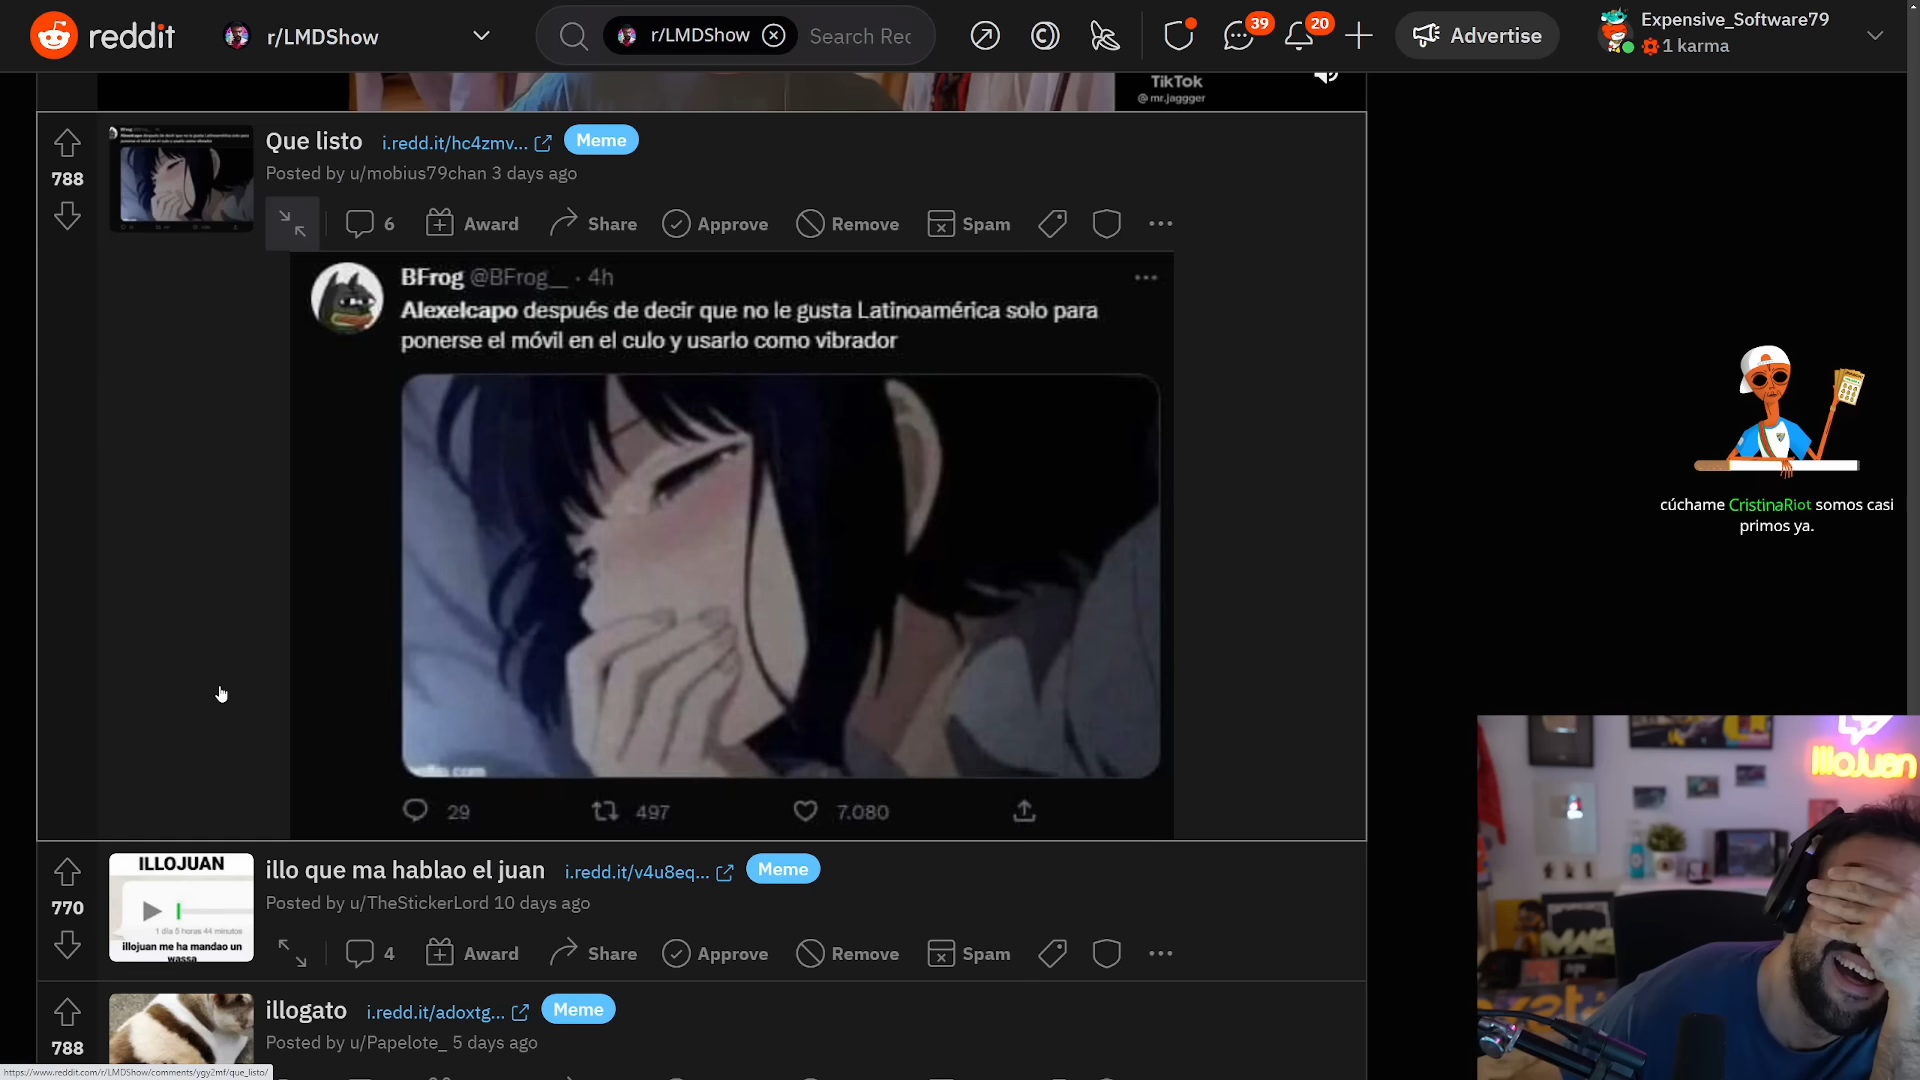 reddit
r/LMDShow
r/LMDShow
Search Rec
39
20
Advertise
Expensive_Software79
1 karma
TikTok
@mr.jaggger
788
Que listo
i.redd.it/hc4zmv...
Meme
Posted by u/mobius79chan 3 days ago
6
Award
Share
Approve
Remove
Spam
BFrog @BFrog__ · 4h
Alexelcapo después de decir que no le gusta Latinoamérica solo para
ponerse el móvil en el culo y usarlo como vibrador
29
497
7.080
cúchame CristinaRiot somos casi
primos ya.
illoJuan
770
ILLOJUAN
1 dia 5 horas 44 minutos
illojuan me ha mandao un
wassa
illo que ma hablao el juan
i.redd.it/v4u8eq...
Meme
Posted by u/TheStickerLord 10 days ago
4
Award
Share
Approve
Remove
Spam
788
illogato
i.redd.it/adoxtg...
Meme
Posted by u/Papelote_ 5 days ago
https://www.reddit.com/r/LMDShow/comments/ygy2mf/que_listo/